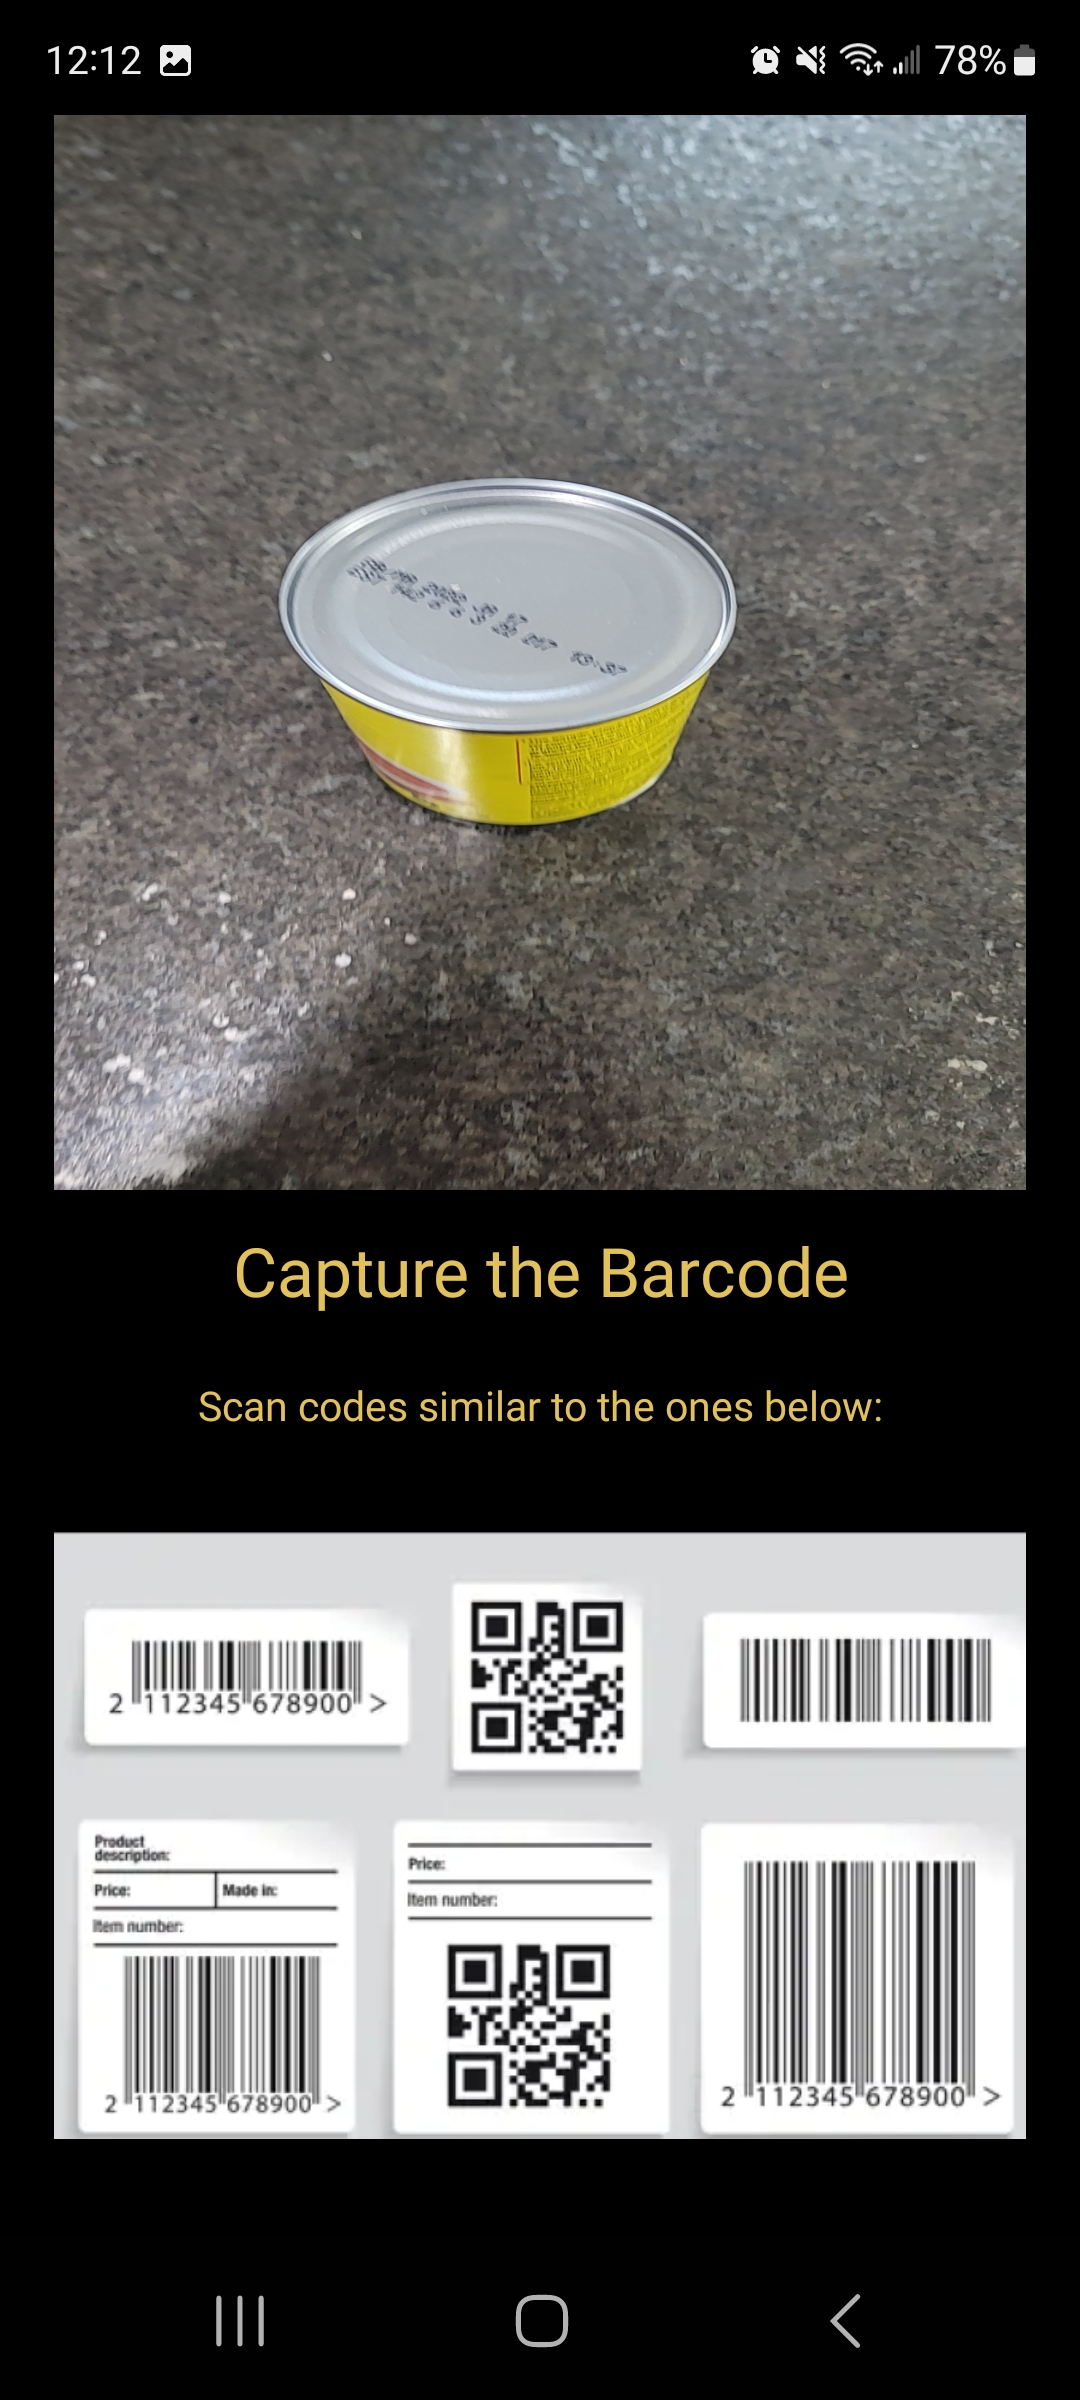 12:12
78%
Capture the Barcode
Scan codes similar to the ones below:
2 112345 678900 >
Product
description:
Price:
Made in:
Item number:
2 112345 678900 >
Price:
Item number:
2 112345 678900 >